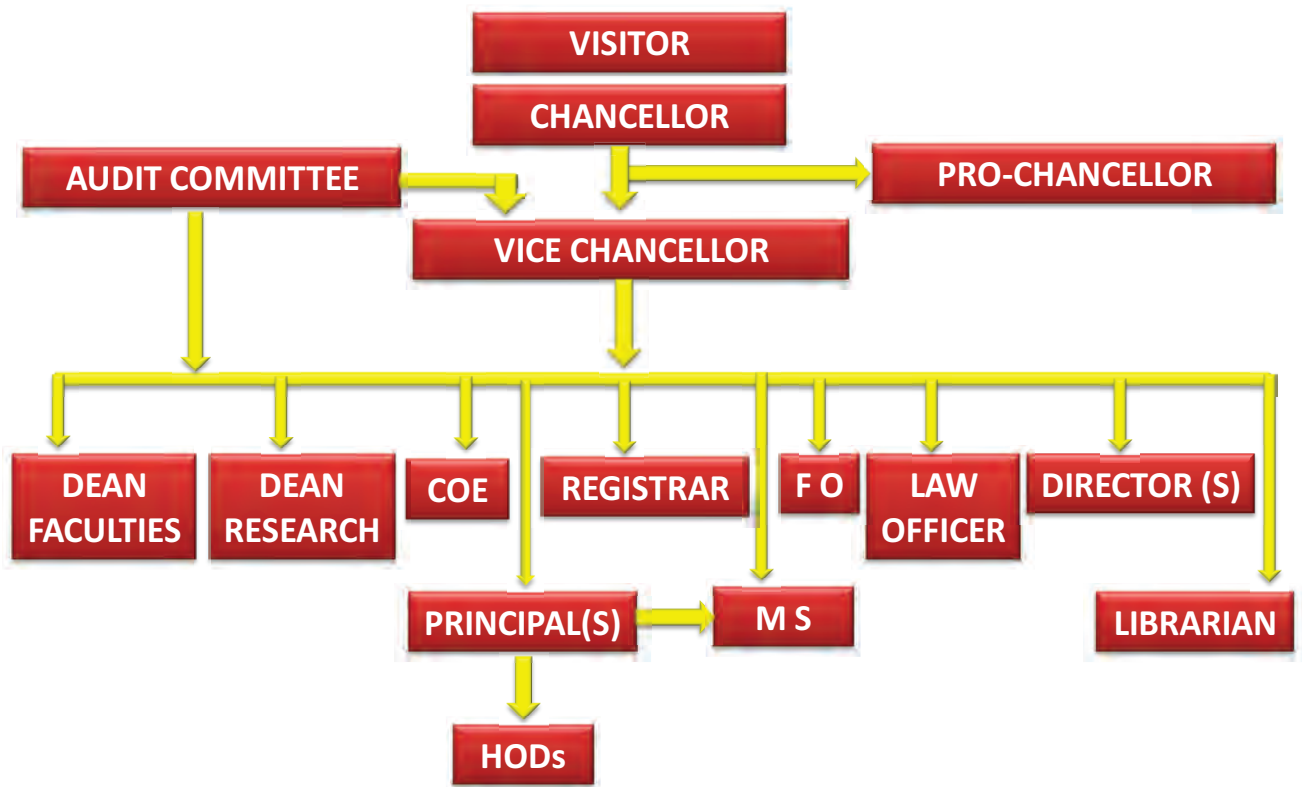 VISITOR
CHANCELLOR
AUDIT COMMITTEE
PRO-CHANCELLOR
VICE CHANCELLOR
DEAN
FACULTIES
DEAN
RESEARCH
COE
REGISTRAR
F O
LAW
OFFICER
DIRECTOR (S)
PRINCIPAL(S)
M S
LIBRARIAN
HODs